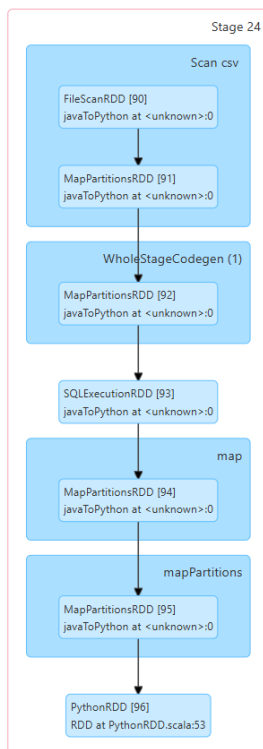 Stage 24
Scan csv
FileScanRDD [90]
javaToPython at <unknown>:0
MapPartitionsRDD [91]
javaToPython at <unknown>:0
WholeStageCodegen (1)
MapPartitionsRDD [92]
javaToPython at <unknown>:0
SQLExecutionRDD [93]
javaToPython at <unknown>:0
map
MapPartitionsRDD [94]
javaToPython at <unknown>:0
mapPartitions
MapPartitionsRDD [95]
javaToPython at <unknown>:0
PythonRDD [96]
RDD at PythonRDD.scala:53